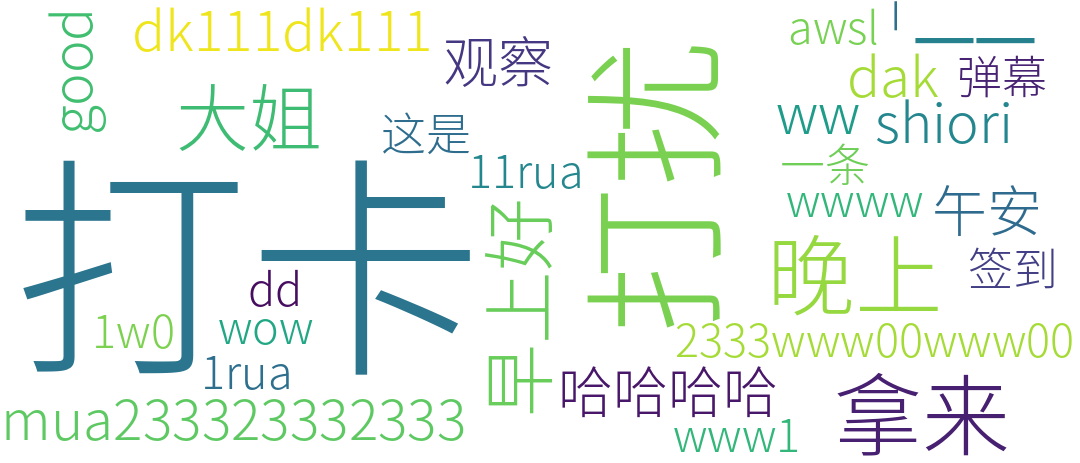 good
dk111dk111
观察
awsl
dak
弹幕
大姐
这是
ww
shiori
一条
11rua
wwww
午安
打卡
打扰
早上好
晚上
签到
dd
1w0
wow
1rua
2333www00www00
哈哈哈哈
拿来
mua233323332333
www1